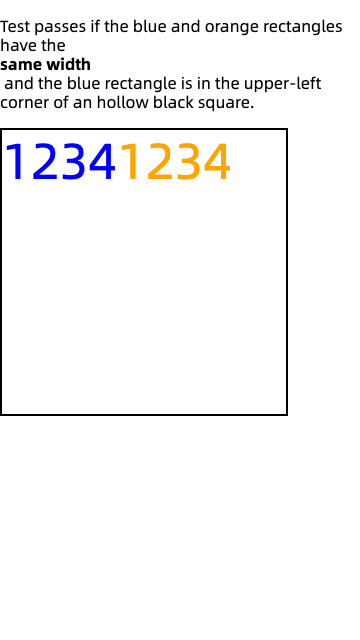 Test passes if the blue and orange rectangles
have the
same width
and the blue rectangle is in the upper-left
corner of an hollow black square.
12341234